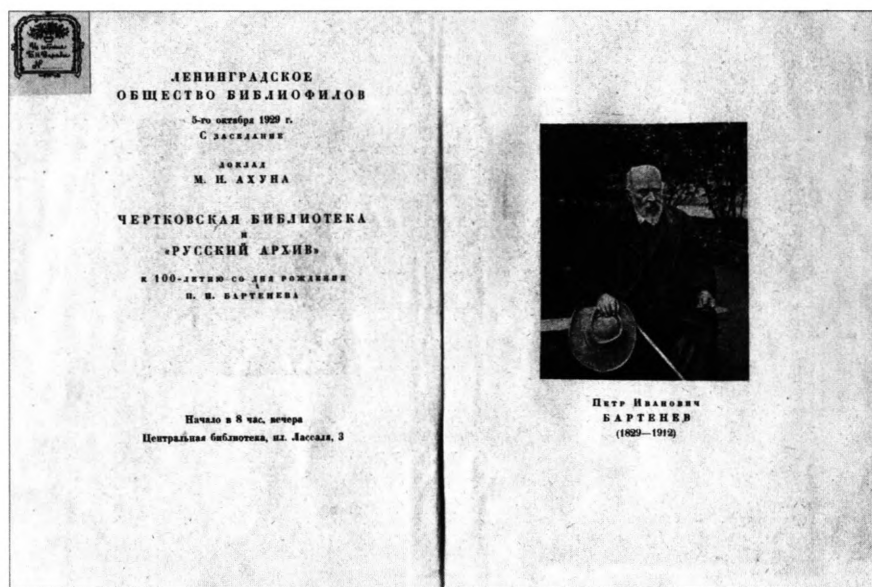 ЛЕНИНГРАДСКОЕ
ОБЩЕСТВО БИБЛИОФИЛОВ
5-го октября 1929 г.
С ЗАСЕДАНИЕ
ДОКЛАД
М. И. АХУНА
ЧЕРТКОВСКАЯ БИБЛИОТЕКА
И
«РУССКИЙ АРХИВ»
К 100-ЛЕТИЮ СО ДНЯ РОЖДЕНИЯ
П. И. БАРТЕНЕВА
Начало в 8 час. вечера
Центральная библиотека, пл. Лассаля, 3
Петр Иванович
БАРТЕНЕВ
(1829—1912)